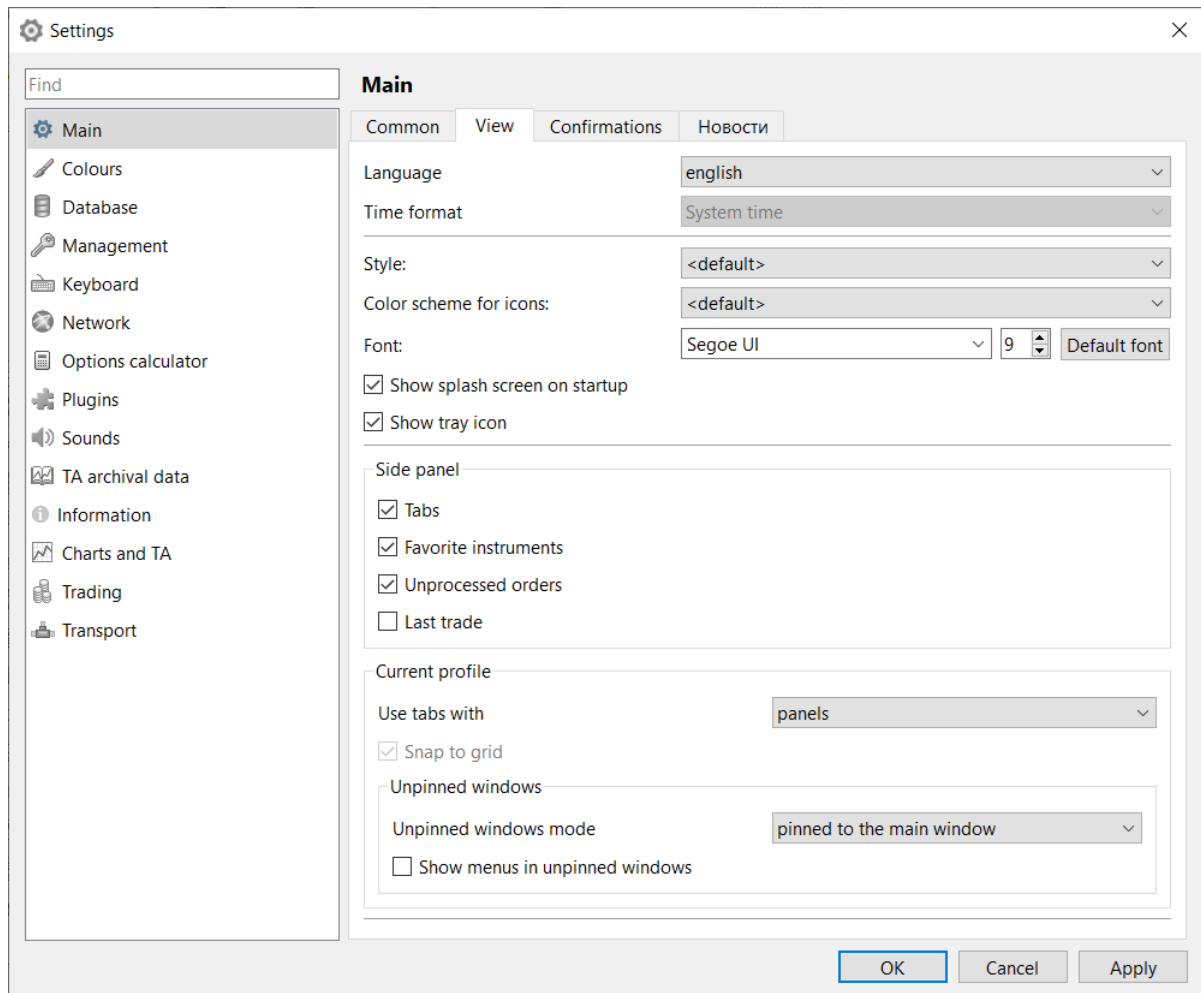 Settings
Find
Main
Colours
Database
Management
Keyboard
Network
Options calculator
Plugins
Sounds
TA archival data
Information
Charts and TA
Trading
Transport
Main
Common View Confirmations Новости
Language english
Time format System time
Style: <default>
Color scheme for icons: <default>
Font: Segoe UI 9 Default font
Show splash screen on startup
Show tray icon
Side panel
Tabs
Favorite instruments
Unprocessed orders
Last trade
Current profile
Use tabs with panels
Snap to grid
Unpinned windows
Unpinned windows mode pinned to the main window
Show menus in unpinned windows
OK Cancel Apply